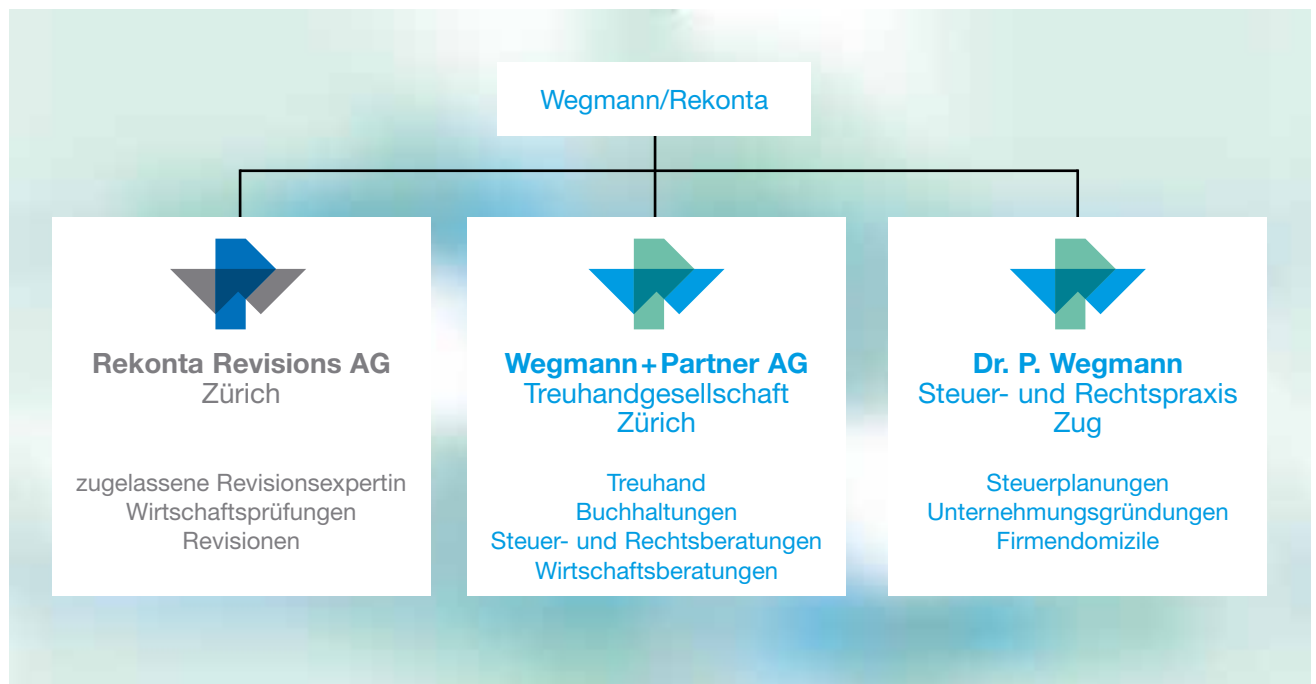 Wegmann/Rekonta
Rekonta Revisions AG
Zürich
zugelassene Revisionsexpertin
Wirtschaftsprüfungen
Revisionen
Wegmann+Partner AG
Treuhandgesellschaft
Zürich
Treuhand
Buchhaltungen
Steuer- und Rechtsberatungen
Wirtschaftsberatungen
Dr. P. Wegmann
Steuer- und Rechtspraxis
Zug
Steuerplanungen
Unternehmungsgründungen
Firmendomizile